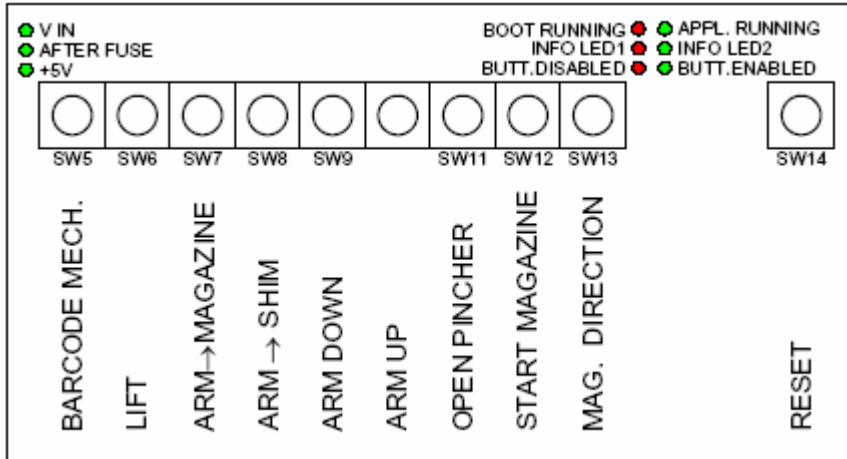 V IN
AFTER FUSE
+5V
BOOT RUNNING
INFO LED1
BUTT.DISABLED
APPL. RUNNING
INFO LED2
BUTT.ENABLED
SW5
SW6
SW7
SW8
SW9
SW11
SW12
SW13
SW14
BARCODE MECH.
LIFT
ARM→MAGAZINE
ARM → SHIM
ARM DOWN
ARM UP
OPEN PINCHER
START MAGAZINE
MAG. DIRECTION
RESET